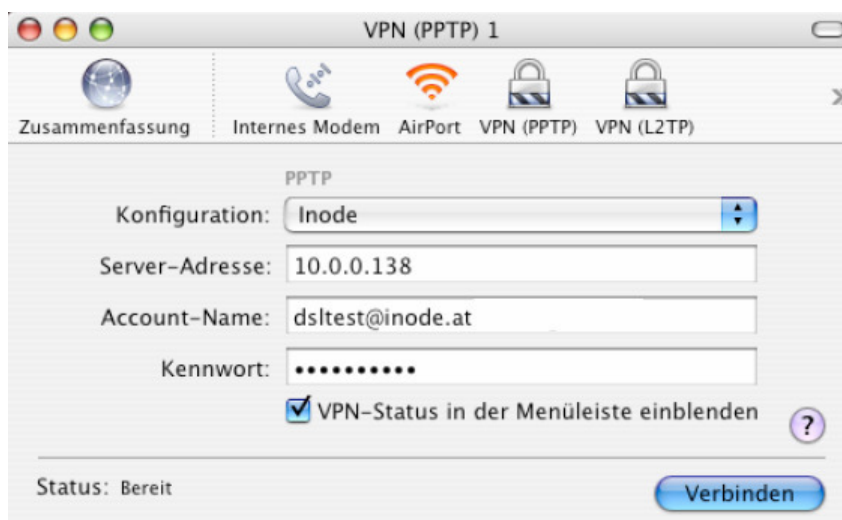 VPN (PPTP) 1
Zusammenfassung Internes Modem AirPort VPN (PPTP) VPN (L2TP)
PPTP
Konfiguration: Inode
Server-Adresse: 10.0.0.138
Account-Name: dsltest@inode.at
Kennwort: ••••••••••
VPN-Status in der Menüleiste einblenden ?
Status: Bereit Verbinden